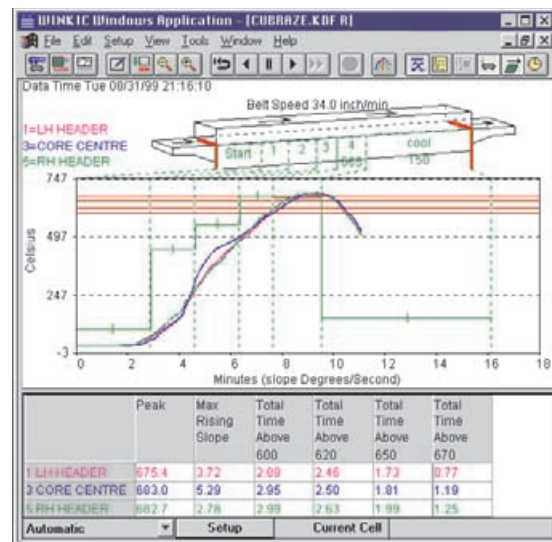 WINKIC Windows Application - [CUBRAZE.KDF R]
File Edit Setup View Tools Window Help
Data Time Tue 08/31/99 21:16:10
Belt Speed 34.0 inch/min
1=LH HEADER
3=CORE CENTRE
5=RH HEADER
Start 1 2 3 4 cool
665 150
747
497
247
-3
Celsius
0 2 4 6 8 10 12 14 16 18
Minutes (slope Degrees/Second)
Peak Max Rising Slope Total Time Above 600 Total Time Above 620 Total Time Above 650 Total Time Above 670
1 LH HEADER 675.4 3.72 2.89 2.46 1.73 0.77
3 CORE CENTRE 683.0 5.29 2.95 2.50 1.81 1.19
5 RH HEADER 682.7 2.78 2.99 2.63 1.99 1.25
Automatic Setup Current Cell